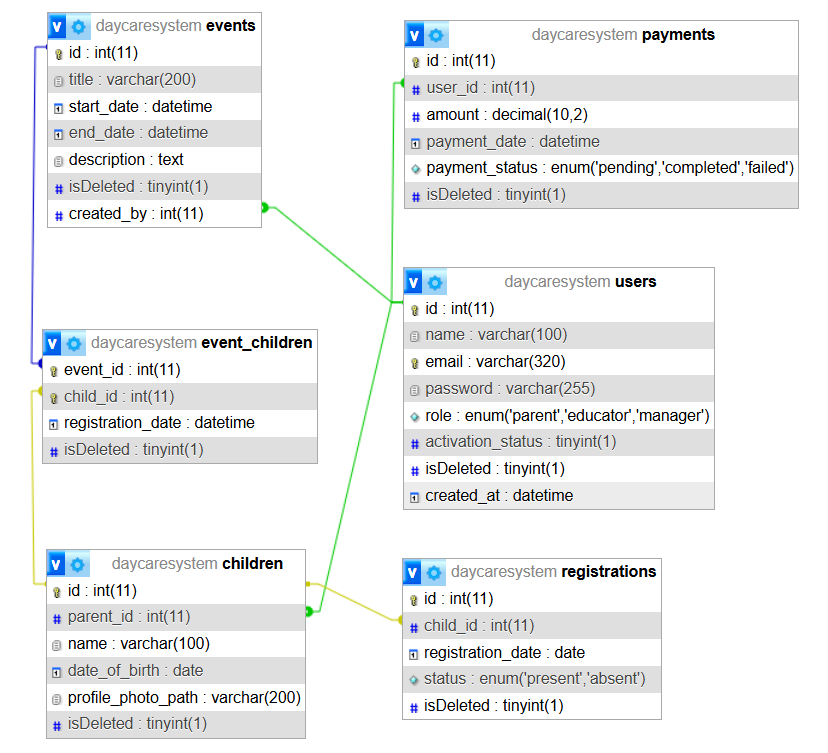 daycaresystem events
id : int(11)
title : varchar(200)
start_date : datetime
end_date : datetime
description : text
isDeleted : tinyint(1)
created_by : int(11)
daycaresystem payments
id : int(11)
user_id : int(11)
amount : decimal(10,2)
payment_date : datetime
payment_status : enum('pending','completed','failed')
isDeleted : tinyint(1)
daycaresystem users
id : int(11)
name : varchar(100)
email : varchar(320)
password : varchar(255)
role : enum('parent','educator','manager')
activation_status : tinyint(1)
isDeleted : tinyint(1)
created_at : datetime
daycaresystem event_children
event_id : int(11)
child_id : int(11)
registration_date : datetime
isDeleted : tinyint(1)
daycaresystem children
id : int(11)
parent_id : int(11)
name : varchar(100)
date_of_birth : date
profile_photo_path : varchar(200)
isDeleted : tinyint(1)
daycaresystem registrations
id : int(11)
child_id : int(11)
registration_date : date
status : enum('present','absent')
isDeleted : tinyint(1)